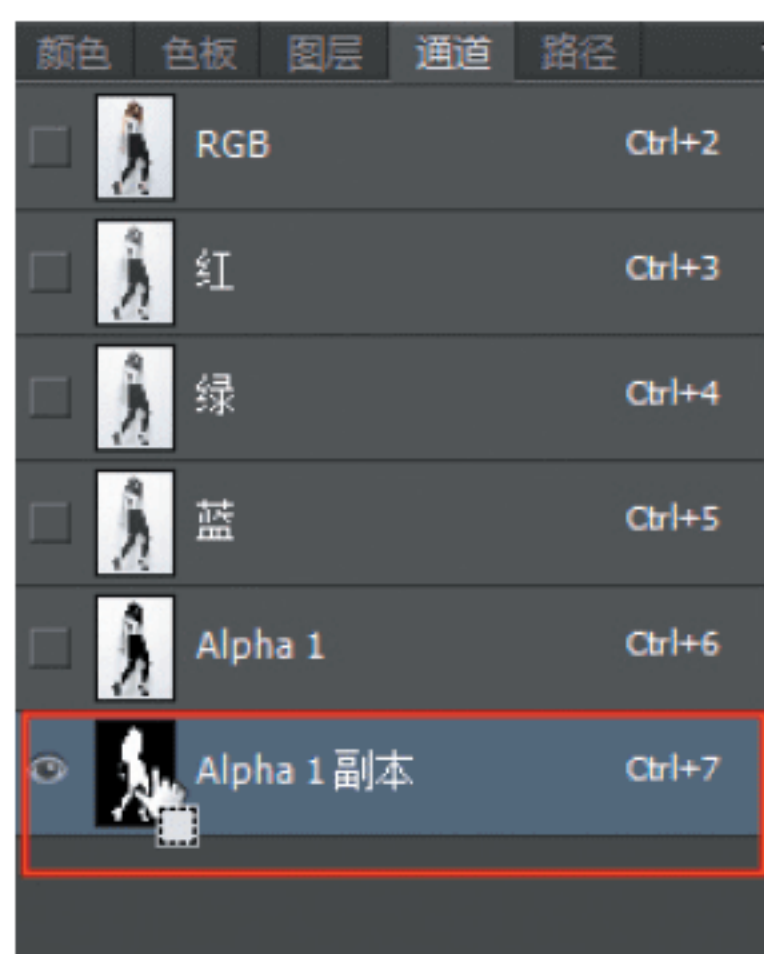 颜色 色板 图层 通道 路径
RGB Ctrl+2
红 Ctrl+3
绿 Ctrl+4
蓝 Ctrl+5
Alpha 1 Ctrl+6
Alpha 1 副本 Ctrl+7